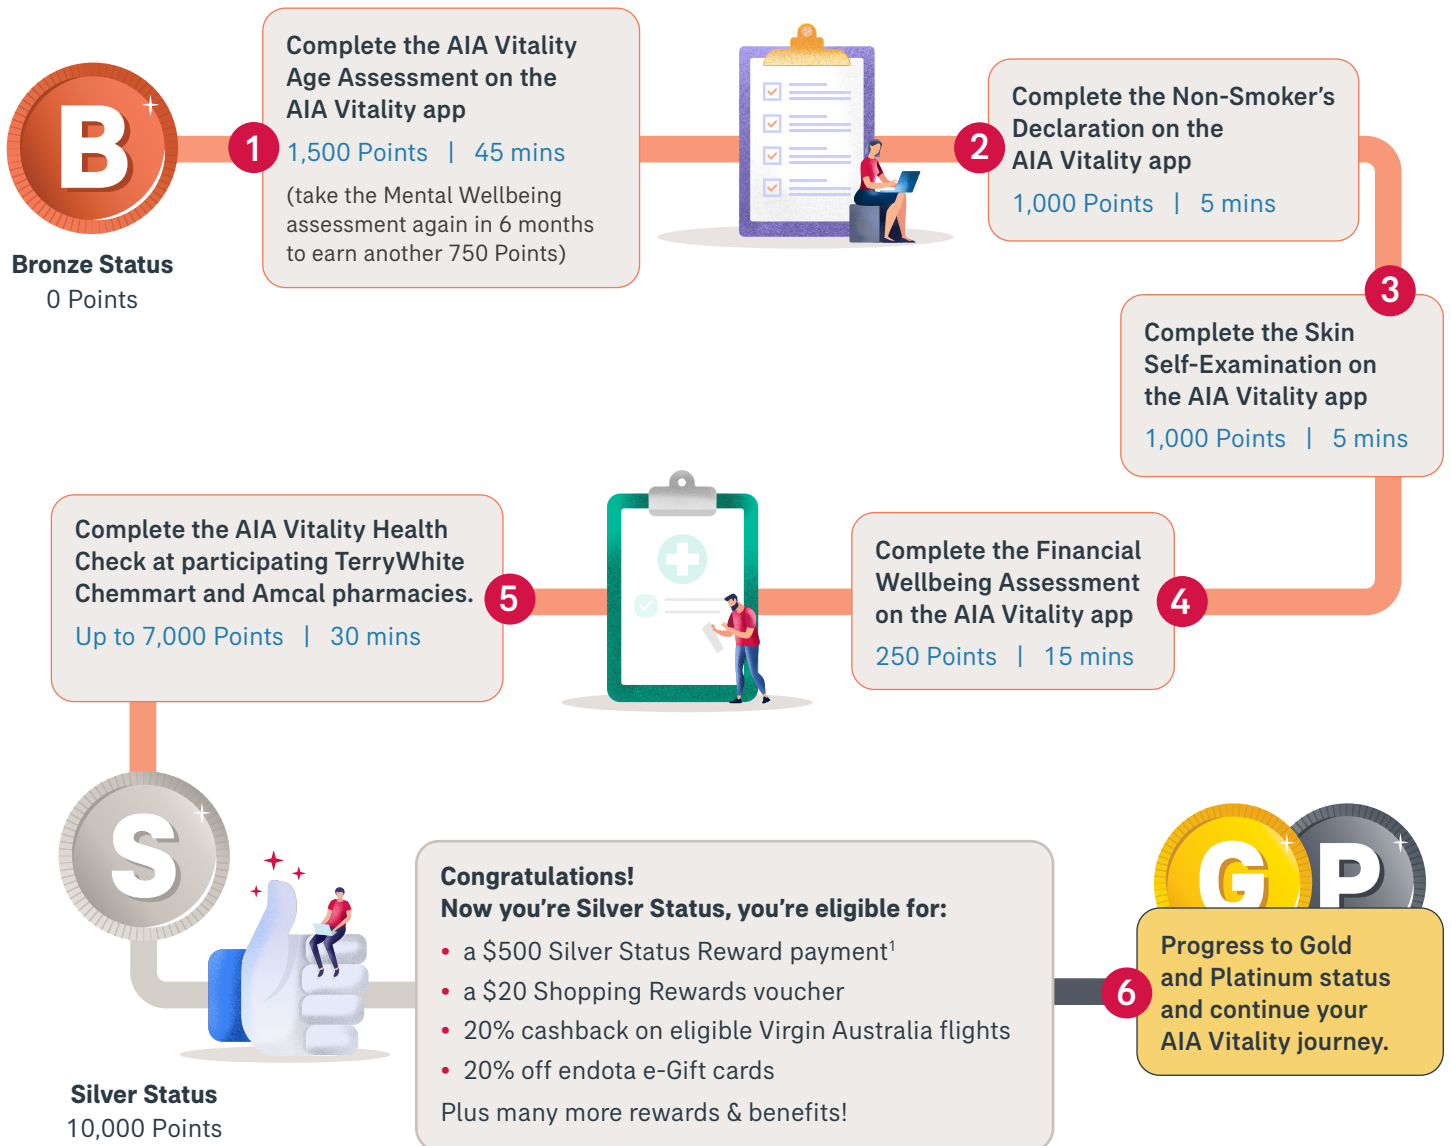 B
Bronze Status
0 Points
1
Complete the AIA Vitality
Age Assessment on the
AIA Vitality app
1,500 Points | 45 mins
(take the Mental Wellbeing
assessment again in 6 months
to earn another 750 Points)
2
Complete the Non-Smoker’s
Declaration on the
AIA Vitality app
1,000 Points | 5 mins
3
Complete the Skin
Self-Examination on
the AIA Vitality app
1,000 Points | 5 mins
4
Complete the Financial
Wellbeing Assessment
on the AIA Vitality app
250 Points | 15 mins
5
Complete the AIA Vitality Health
Check at participating TerryWhite
Chemmart and Amcal pharmacies.
Up to 7,000 Points | 30 mins
S
Silver Status
10,000 Points
Congratulations!
Now you’re Silver Status, you’re eligible for:
• a $500 Silver Status Reward payment¹
• a $20 Shopping Rewards voucher
• 20% cashback on eligible Virgin Australia flights
• 20% off endota e-Gift cards
Plus many more rewards & benefits!
G P
6
Progress to Gold
and Platinum status
and continue your
AIA Vitality journey.